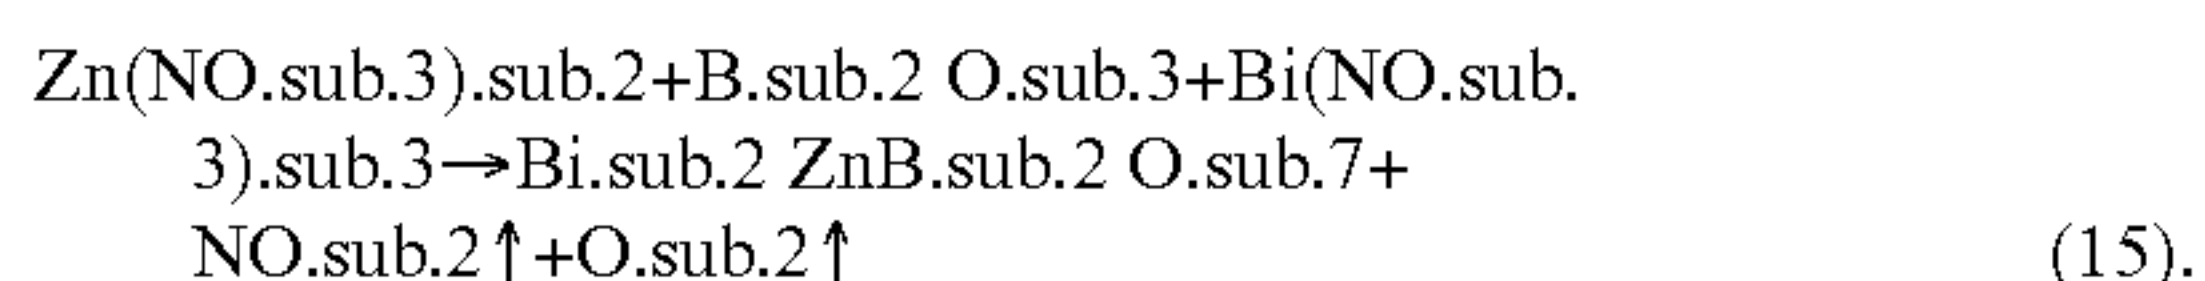 Zn(NO.sub.3).sub.2+B.sub.2 O.sub.3+Bi(NO.sub.
3).sub.3→Bi.sub.2 ZnB.sub.2 O.sub.7+
NO.sub.2↑+O.sub.2↑ (15).